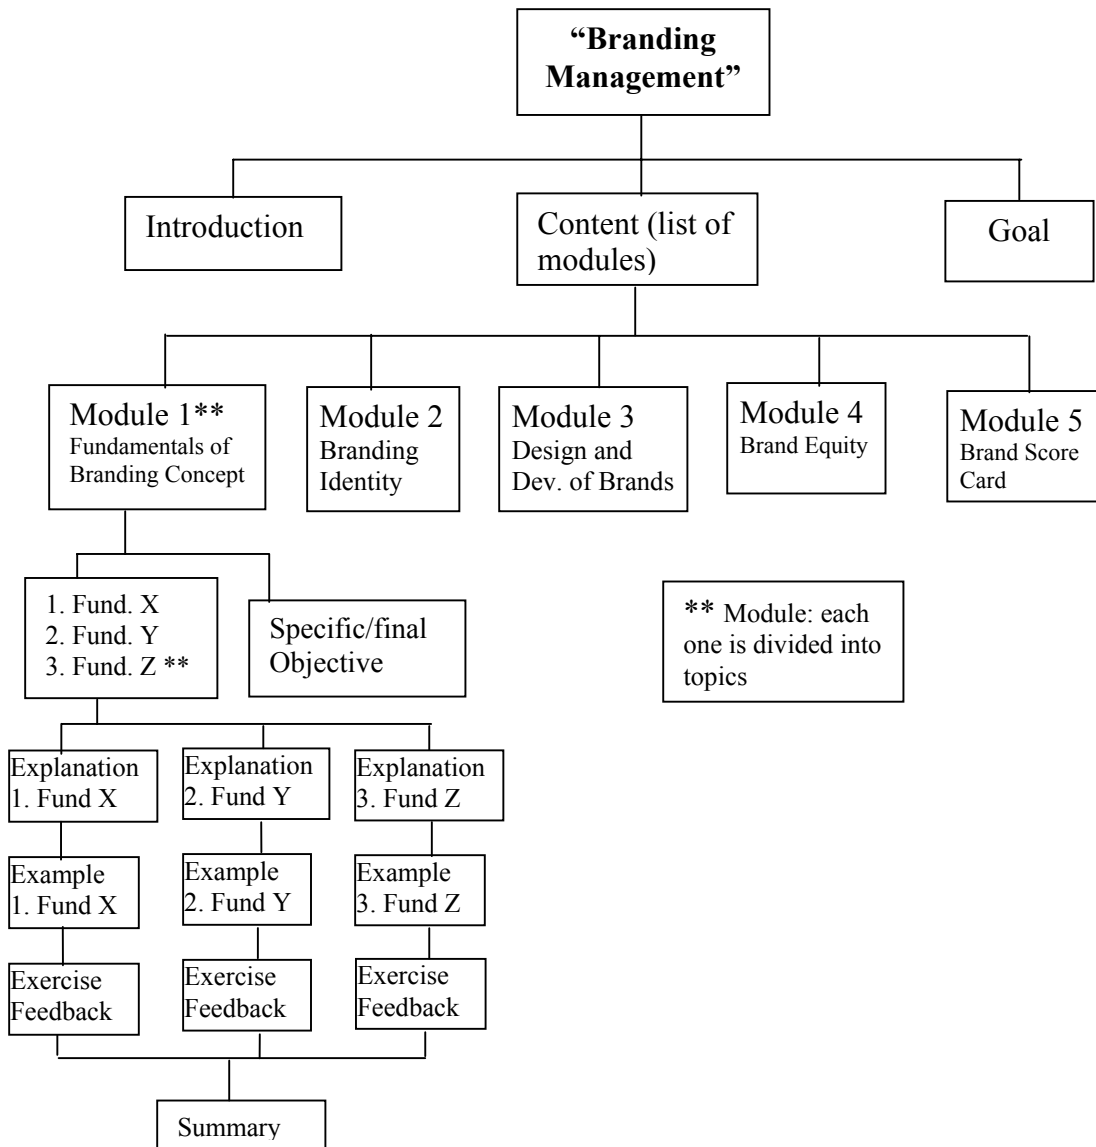 “Branding
Management”
Introduction
Content (list of
modules)
Goal
Module 1**
Fundamentals of
Branding Concept
Module 2
Branding
Identity
Module 3
Design and
Dev. of Brands
Module 4
Brand Equity
Module 5
Brand Score
Card
1. Fund. X
2. Fund. Y
3. Fund. Z **
Specific/final
Objective
** Module: each
one is divided into
topics
Explanation
1. Fund X
Explanation
2. Fund Y
Explanation
3. Fund Z
Example
1. Fund X
Example
2. Fund Y
Example
3. Fund Z
Exercise
Feedback
Exercise
Feedback
Exercise
Feedback
Summary